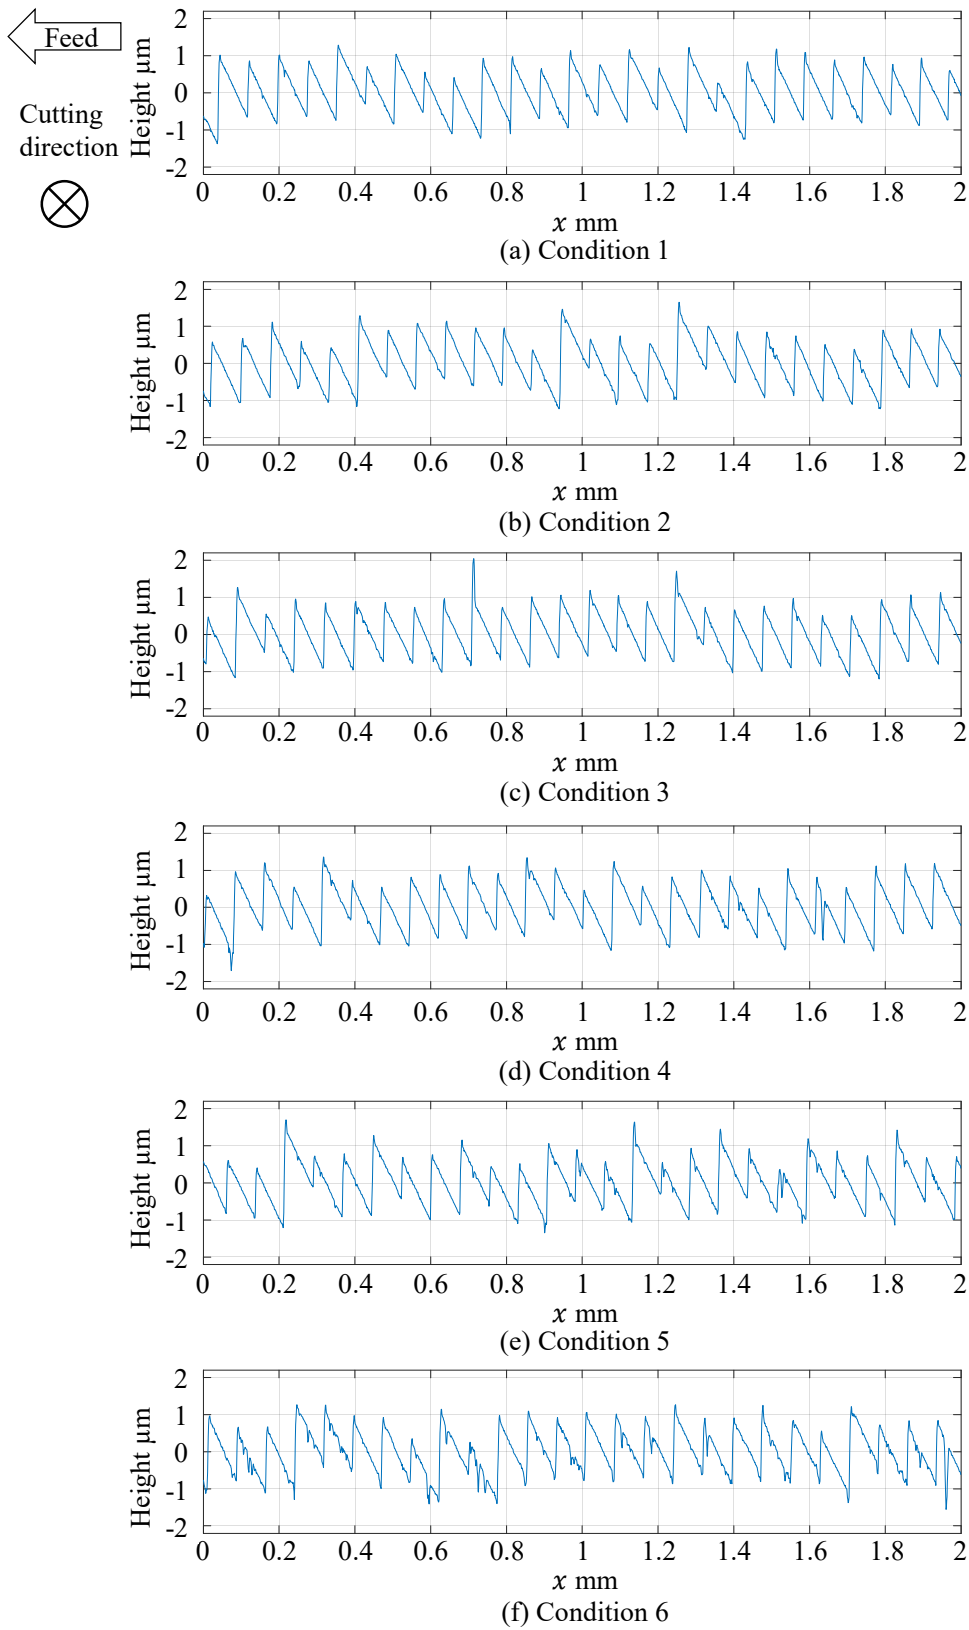 Feed
Cutting
direction
Height μm
2
1
0
-1
-2
0 0.2 0.4 0.6 0.8 1 1.2 1.4 1.6 1.8 2
x mm
(a) Condition 1
Height μm
2
1
0
-1
-2
0 0.2 0.4 0.6 0.8 1 1.2 1.4 1.6 1.8 2
x mm
(b) Condition 2
Height μm
2
1
0
-1
-2
0 0.2 0.4 0.6 0.8 1 1.2 1.4 1.6 1.8 2
x mm
(c) Condition 3
Height μm
2
1
0
-1
-2
0 0.2 0.4 0.6 0.8 1 1.2 1.4 1.6 1.8 2
x mm
(d) Condition 4
Height μm
2
1
0
-1
-2
0 0.2 0.4 0.6 0.8 1 1.2 1.4 1.6 1.8 2
x mm
(e) Condition 5
Height μm
2
1
0
-1
-2
0 0.2 0.4 0.6 0.8 1 1.2 1.4 1.6 1.8 2
x mm
(f) Condition 6